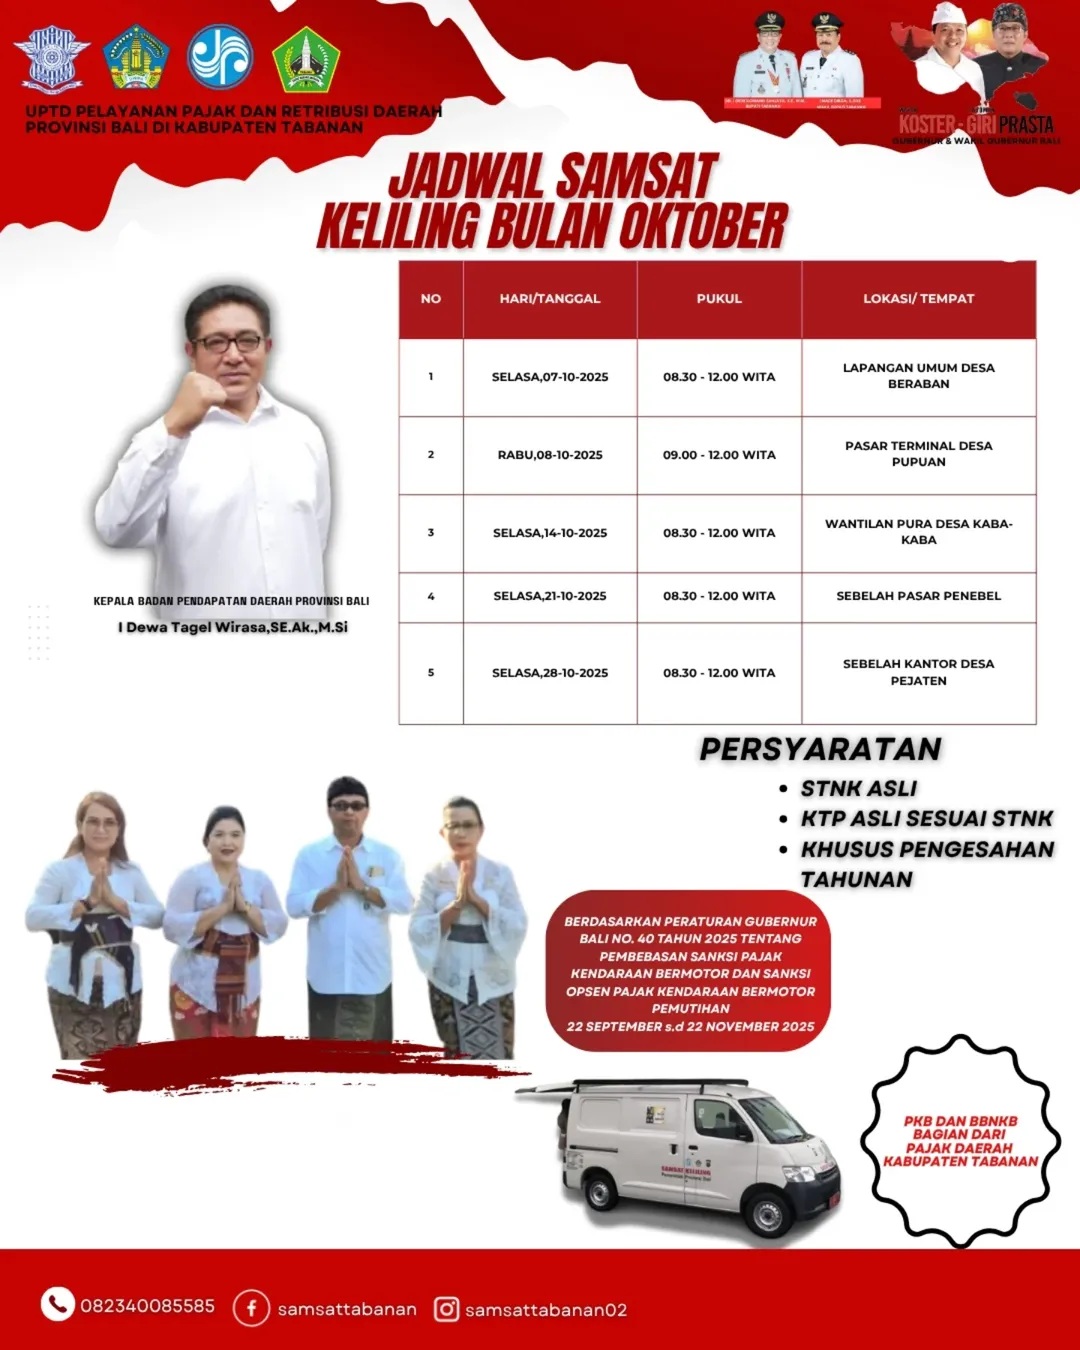 UPTD PELAYANAN PAJAK DAN RETRIBUSI DAERAH
PROVINSI BALI DI KABUPATEN TABANAN
KOSTER - GIRI PRASTA
GUBERNUR & WAKIL GUBERNUR BALI
JADWAL SAMSAT
KELILING BULAN OKTOBER
NO HARI/TANGGAL PUKUL LOKASI/ TEMPAT
1 SELASA,07-10-2025 08.30 - 12.00 WITA LAPANGAN UMUM DESA
BERABAN
2 RABU,08-10-2025 09.00 - 12.00 WITA PASAR TERMINAL DESA
PUPUAN
3 SELASA,14-10-2025 08.30 - 12.00 WITA WANTILAN PURA DESA KABA-
KABA
4 SELASA,21-10-2025 08.30 - 12.00 WITA SEBELAH PASAR PENEBEL
5 SELASA,28-10-2025 08.30 - 12.00 WITA SEBELAH KANTOR DESA
PEJATEN
KEPALA BADAN PENDAPATAN DAERAH PROVINSI BALI
I Dewa Tagel Wirasa,SE.Ak.,M.Si
PERSYARATAN
• STNK ASLI
• KTP ASLI SESUAI STNK
• KHUSUS PENGESAHAN
TAHUNAN
BERDASARKAN PERATURAN GUBERNUR
BALI NO. 40 TAHUN 2025 TENTANG
PEMBEBASAN SANKSI PAJAK
KENDARAAN BERMOTOR DAN SANKSI
OPSEN PAJAK KENDARAAN BERMOTOR
PEMUTIHAN
22 SEPTEMBER s.d 22 NOVEMBER 2025
SAMSAT KELILING
PKB DAN BBNKB
BAGIAN DARI
PAJAK DAERAH
KABUPATEN TABANAN
082340085585 samsattabanan samsattabanan02